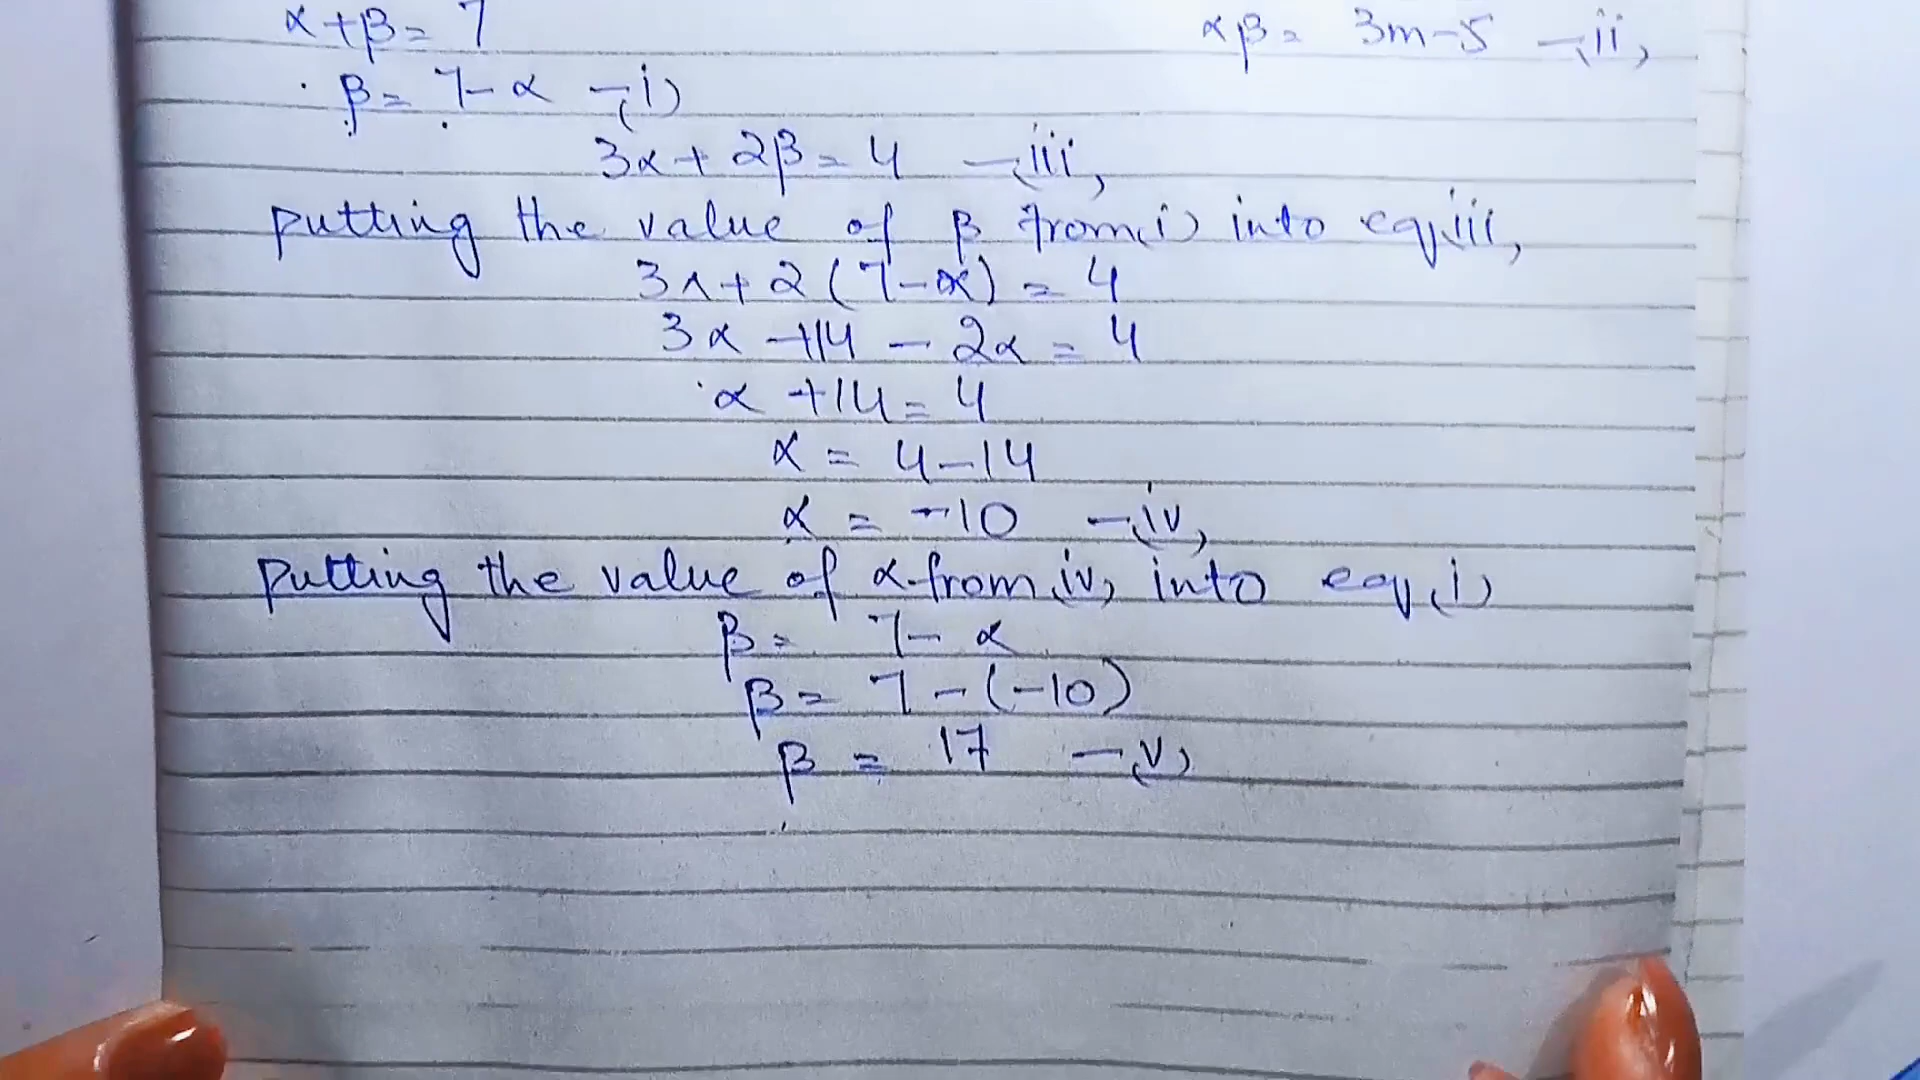 α+β= 7 αβ= 3m-5 —(ii)
β= 7-α —(i)
3α+ 2β= 4 —(iii)
putting the value of β from(i) into eq(iii)
3α+2(7-α) = 4
3α +14 - 2α = 4
α +14= 4
α = 4-14
α = -10 —(iv)
Putting the value of α from(iv) into eq(i)
β= 7- α
β= 7-(-10)
β = 17 —(v)